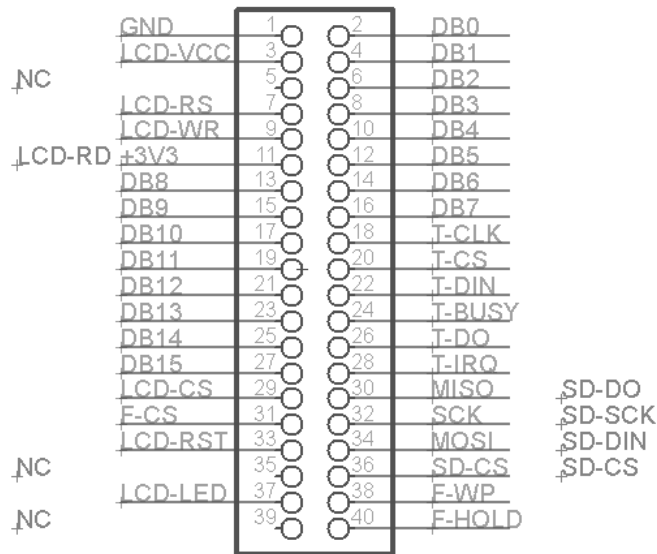 GND 1 2 DB0
LCD-VCC 3 4 DB1
NC 5 6 DB2
LCD-RS 7 8 DB3
LCD-WR 9 10 DB4
LCD-RD +3V3 11 12 DB5
DB8 13 14 DB6
DB9 15 16 DB7
DB10 17 18 T-CLK
DB11 19 20 T-CS
DB12 21 22 T-DIN
DB13 23 24 T-BUSY
DB14 25 26 T-DO
DB15 27 28 T-IRQ
LCD-CS 29 30 MISO SD-DO
F-CS 31 32 SCK SD-SCK
LCD-RST 33 34 MOSI SD-DIN
NC 35 36 SD-CS SD-CS
LCD-LED 37 38 F-WP
NC 39 40 F-HOLD